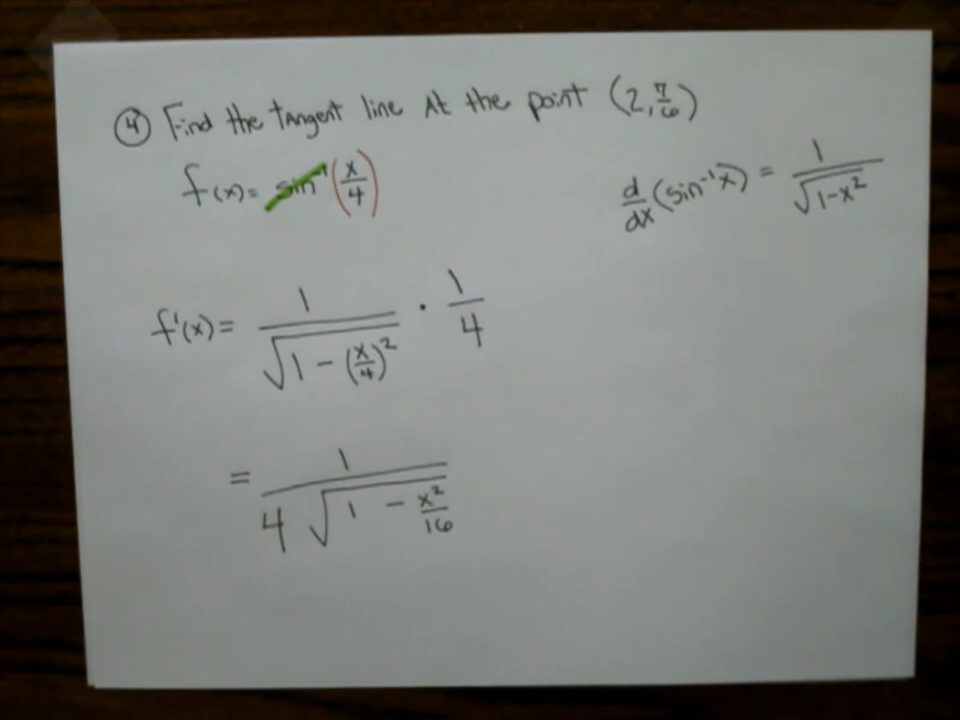 ④ Find the tangent line At the point (2, π/6)
f(x) = sin⁻¹(x/4)
d/dx (sin⁻¹x) = 1/√(1-x²)
f'(x) = 1/√(1 - (x/4)²) · 1/4
= 1/(4√(1 - x²/16))